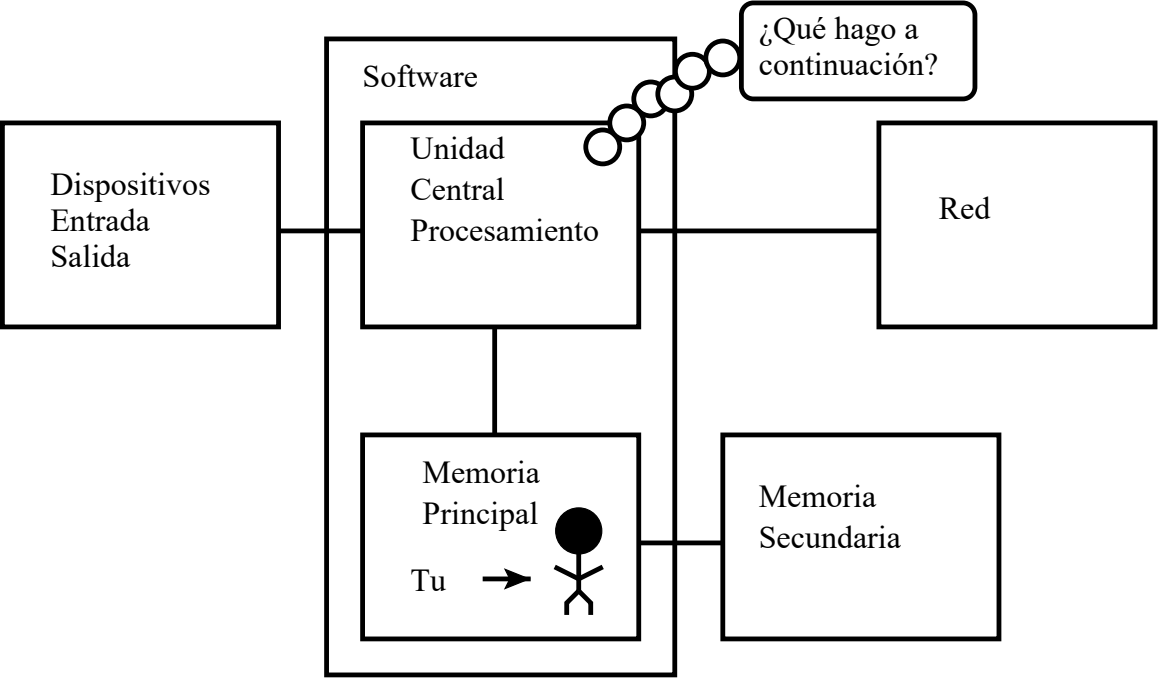 ¿Qué hago a
continuación?
Software
Unidad
Central
Procesamiento
Dispositivos
Entrada
Salida
Red
Memoria
Principal
Tu
Memoria
Secundaria